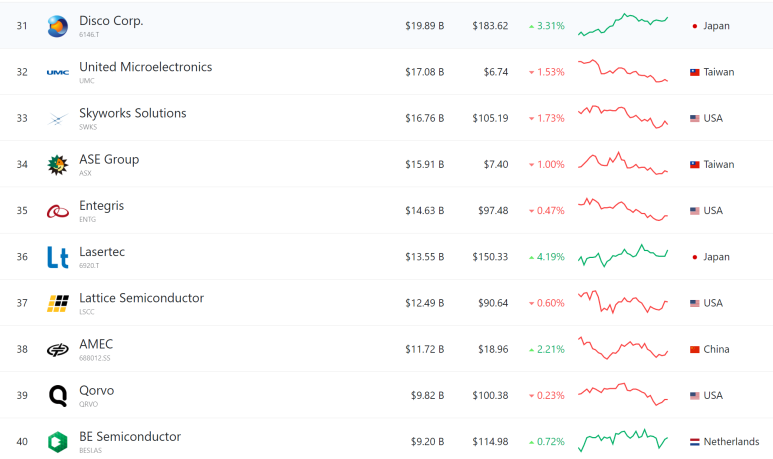 31 Disco Corp. $19.89 B $183.62 3.31% Japan
6146.T
32 UMC United Microelectronics $17.08 B $6.74 1.53% Taiwan
UMC
33 Skyworks Solutions $16.76 B $105.19 1.73% USA
SWKS
34 ASE Group $15.91 B $7.40 1.00% Taiwan
ASX
35 Entegris $14.63 B $97.48 0.47% USA
ENTG
36 Lt Lasertec $13.55 B $150.33 4.19% Japan
6920.T
37 Lattice Semiconductor $12.49 B $90.64 0.60% USA
LSCC
38 AMEC $11.72 B $18.96 2.21% China
688012.SS
39 Qorvo $9.82 B $100.38 0.23% USA
QRVO
40 BE Semiconductor $9.20 B $114.98 0.72% Netherlands
BESI.AS